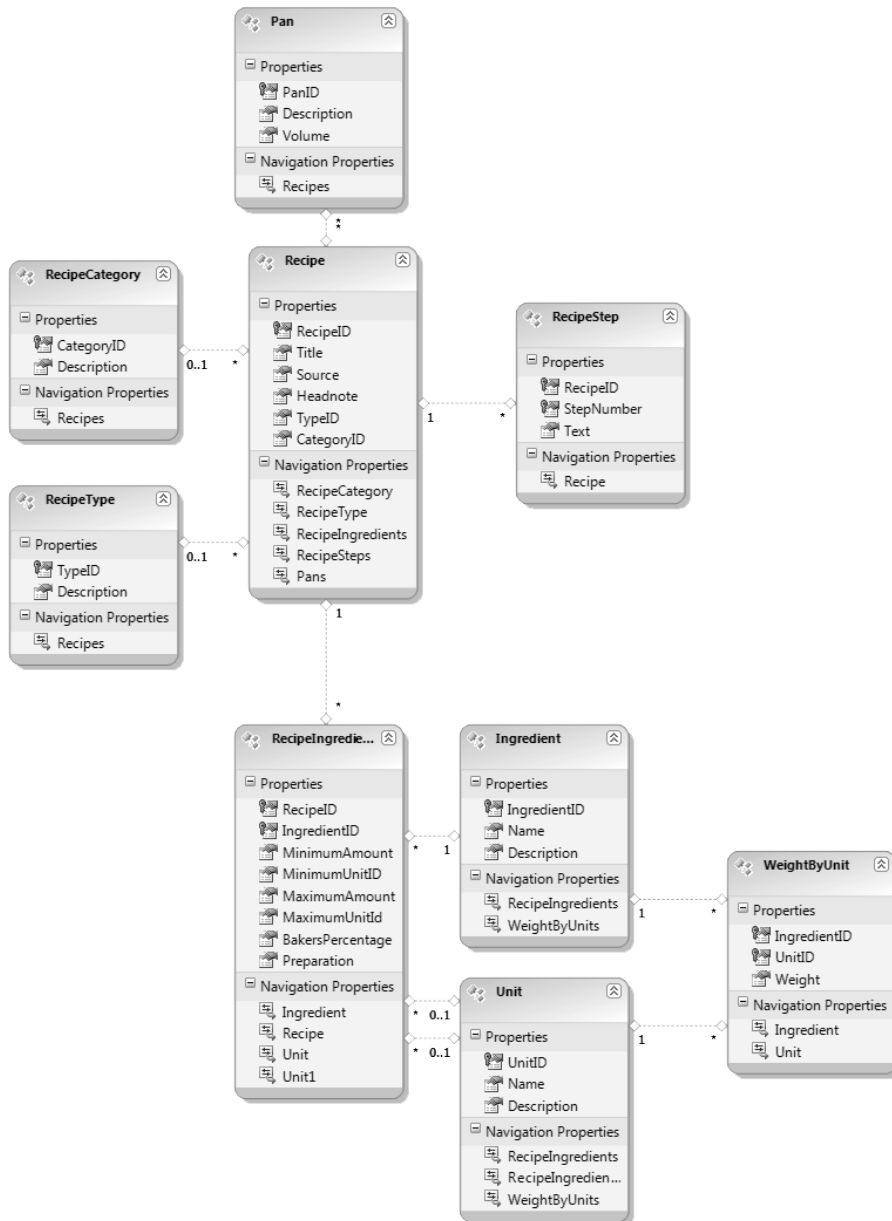 Pan
Properties
PanID
Description
Volume
Navigation Properties
Recipes
*
*
Recipe
Properties
RecipeID
Title
Source
Headnote
TypeID
CategoryID
Navigation Properties
RecipeCategory
RecipeType
RecipeIngredients
RecipeSteps
Pans
RecipeCategory
Properties
CategoryID
Description
Navigation Properties
Recipes
0..1
*
RecipeStep
Properties
RecipeID
StepNumber
Text
Navigation Properties
Recipe
1
*
RecipeType
Properties
TypeID
Description
Navigation Properties
Recipes
0..1
*
1
*
RecipeIngredie...
Properties
RecipeID
IngredientID
MinimumAmount
MinimumUnitID
MaximumAmount
MaximumUnitId
BakersPercentage
Preparation
Navigation Properties
Ingredient
Recipe
Unit
Unit1
* 1
* 0..1
* 0..1
Ingredient
Properties
IngredientID
Name
Description
Navigation Properties
RecipeIngredients
WeightByUnits
1
*
Unit
Properties
UnitID
Name
Description
Navigation Properties
RecipeIngredients
RecipeIngredien...
WeightByUnits
1
*
WeightByUnit
Properties
IngredientID
UnitID
Weight
Navigation Properties
Ingredient
Unit